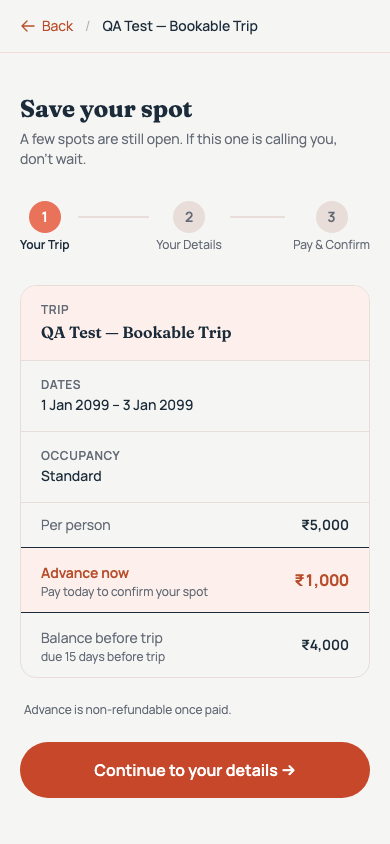 ← Back / QA Test — Bookable Trip
Save your spot
A few spots are still open. If this one is calling you,
don't wait.
1 2 3
Your Trip Your Details Pay & Confirm
TRIP
QA Test — Bookable Trip
DATES
1 Jan 2099 – 3 Jan 2099
OCCUPANCY
Standard
Per person ₹5,000
Advance now ₹1,000
Pay today to confirm your spot
Balance before trip ₹4,000
due 15 days before trip
Advance is non-refundable once paid.
Continue to your details →